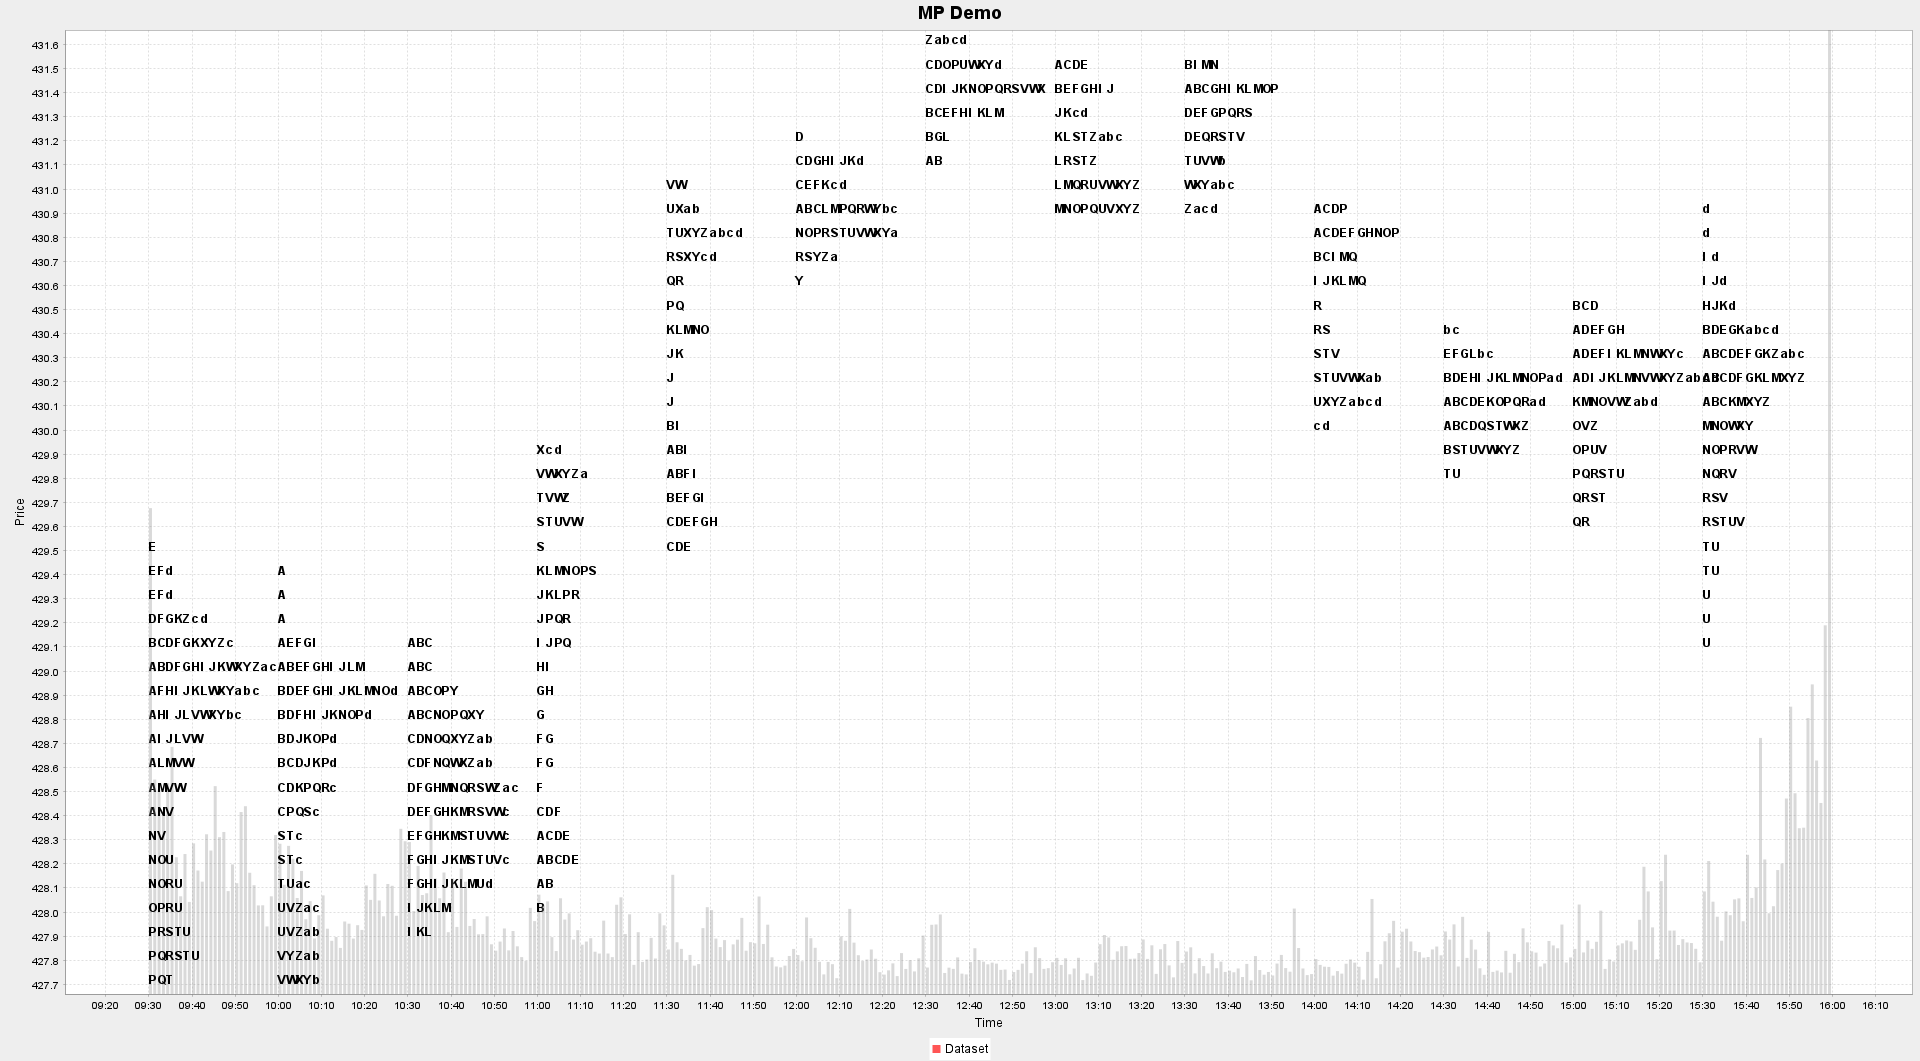 MP Demo
431.6 Zabcd
431.5 CDOPUWXYd ACDE BIMN
431.4 CDIJKNOPQRSVWX BEFGHIJ ABCGHIKLMOP
431.3 BCEFHIKLM JKcd DEFGPQRS
431.2 D BGL KLSTZabc DEQRSTV
431.1 CDGHIJKd AB LRSTZ TUVWb
431.0 VW CEFKcd LMQRUVWXYZ WXYabc
430.9 UXab ABCLMPQRWYbc MNOPQUVXYZ Zacd ACDP d
430.8 TUXYZabcd NOPRSTUVWXYa ACDEFGHNOP d
430.7 RSXYcd RSYZa BCIMQ Id
430.6 QR Y IJKLMQ IJd
430.5 PQ R BCD HJKd
430.4 KLMNO RS bc ADEFGH BDEGKabcd
430.3 JK STV EFGLbc ADEFIKLMNWXYc ABCDEFGKZabc
430.2 J STUVWXab BDEHIJKLMNOPad ABCDFGKLMXYZ
430.1 J UXYZabcd ABCDEKOPQRad KMNOVWZabd ABCKMXYZ
430.0 BI cd ABCDQSTWXZ OVZ MNOWXY
429.9 Xcd ABI BSTUVWXYZ OPUV NOPRVW
429.8 VWXYZa ABFI TU PQRSTU NQRV
429.7 TVWZ BEFGI QRST RSV
429.6 STUVW CDEFGH QR RSTUV
429.5 E S CDE TU
429.4 EFd A KLMNOPS TU
429.3 EFd A JKLPR U
429.2 DFGKZcd A JPQR U
429.1 BCDFGKXYZc AEFGI ABC IJPQ U
429.0 ABDFGHIJKWXYZac ABEFGHIJLM ABC HI
428.9 AFHIJKLWXYabc BDEFGHIJKLMNOd ABCOPY GH
428.8 AHIJLVWXYbc BDFHIJKNOPd ABCNOPQXY G
428.7 AIJLVW BDJKOPd CDNOQXYZab FG
428.6 ALMVW BCDJKPd CDFNQWXZab FG
428.5 AMVW CDKPQRc DFGHMNQRSWZac F
428.4 ANV CPQSc DEFGHKMRSVWc CDF
428.3 NV STc EFGHKMSTUVWc ACDE
428.2 NOU STc FGHIJKMSTUVc ABCDE
428.1 NORU TUac FGHIJKLMUd AB
428.0 OPRU UVZac IJKLM B
427.9 PRSTU UVZab IKL
427.8 PQRSTU VYZab
427.7 PQT VWXYb
Price
09:20 09:30 09:40 09:50 10:00 10:10 10:20 10:30 10:40 10:50 11:00 11:10 11:20 11:30 11:40 11:50 12:00 12:10 12:20 12:30 12:40 12:50 13:00 13:10 13:20 13:30 13:40 13:50 14:00 14:10 14:20 14:30 14:40 14:50 15:00 15:10 15:20 15:30 15:40 15:50 16:00 16:10
Time
Dataset